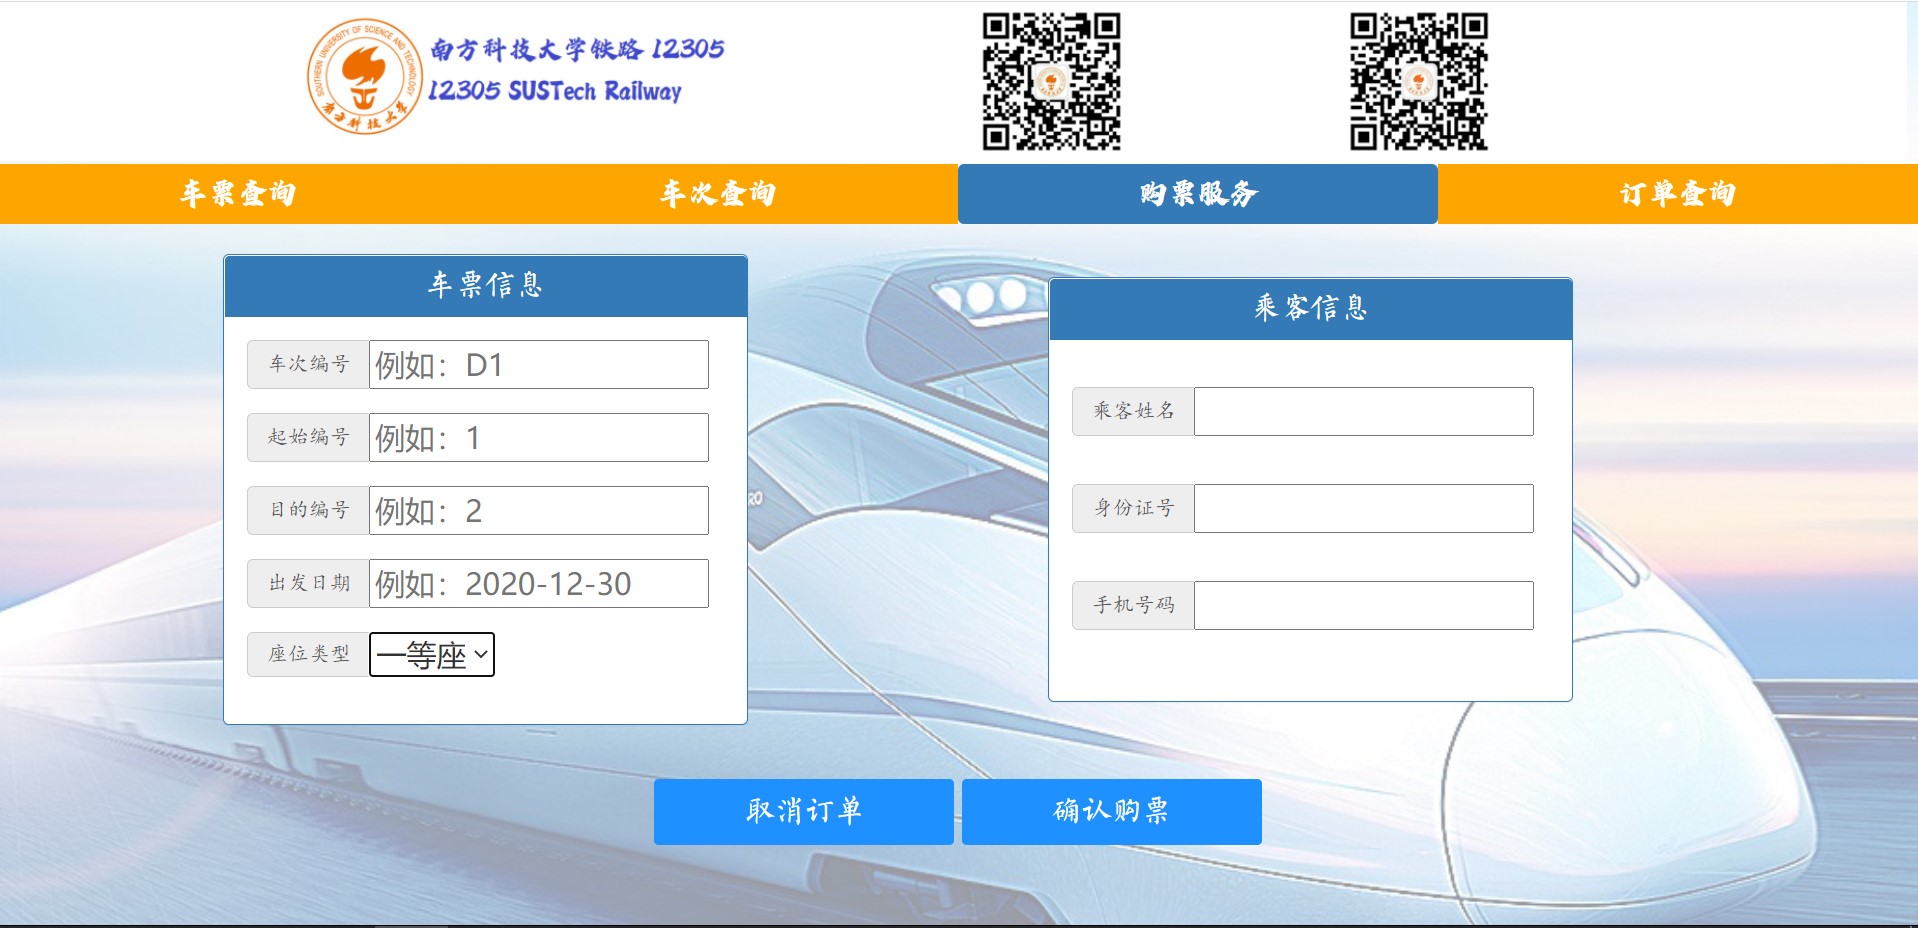 SOUTHERN UNIVERSITY OF SCIENCE AND TECHNOLOGY
南方科技大学
南方科技大学铁路 12305
12305 SUSTech Railway
车票查询
车次查询
购票服务
订单查询
车票信息
车次编号 例如：D1
起始编号 例如：1
目的编号 例如：2
出发日期 例如：2020-12-30
座位类型 一等座
乘客信息
乘客姓名
身份证号
手机号码
取消订单
确认购票